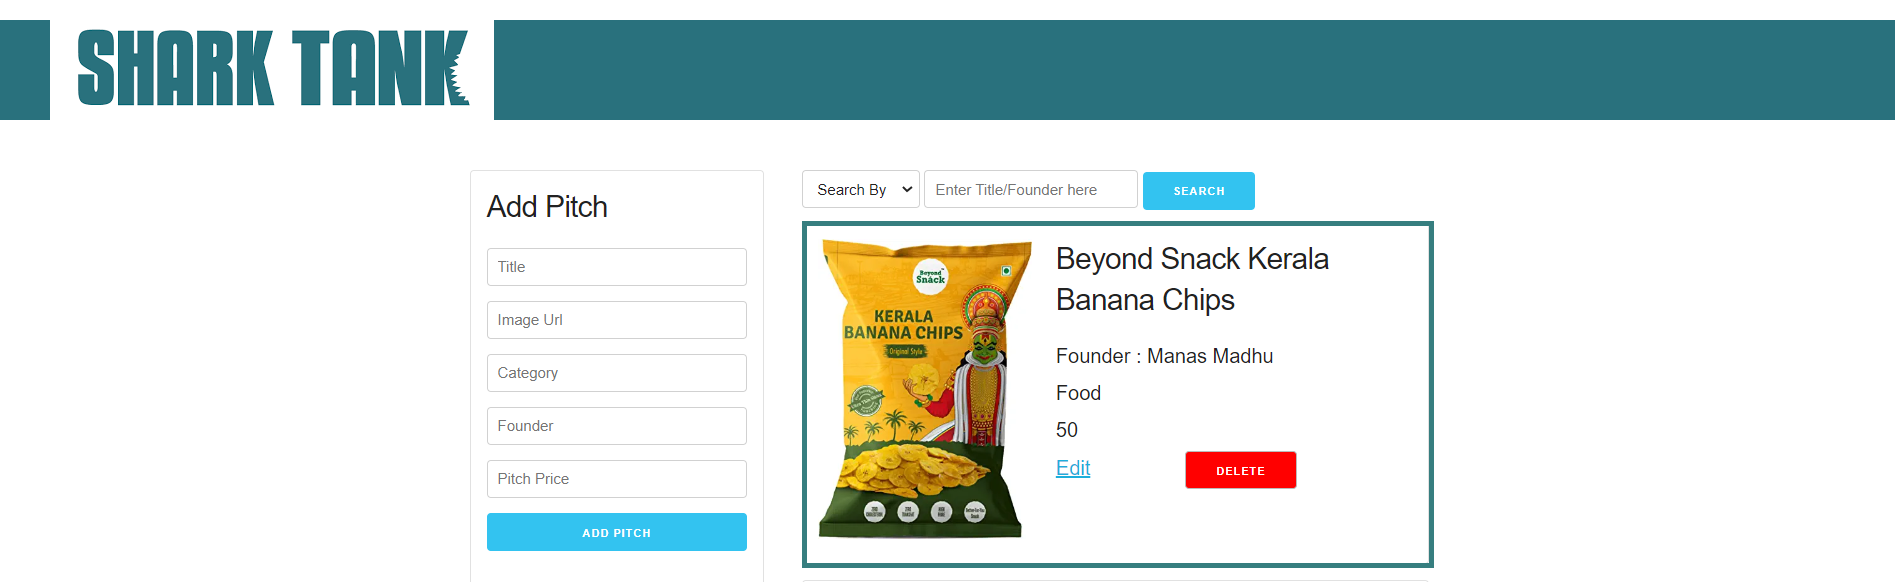 SHARK TANK
Add Pitch
Title
Image Url
Category
Founder
Pitch Price
ADD PITCH
Search By
Enter Title/Founder here
SEARCH
Beyond
Snack
KERALA
BANANA CHIPS
Original Style
Beyond Snack Kerala
Banana Chips
Founder : Manas Madhu
Food
50
Edit
DELETE